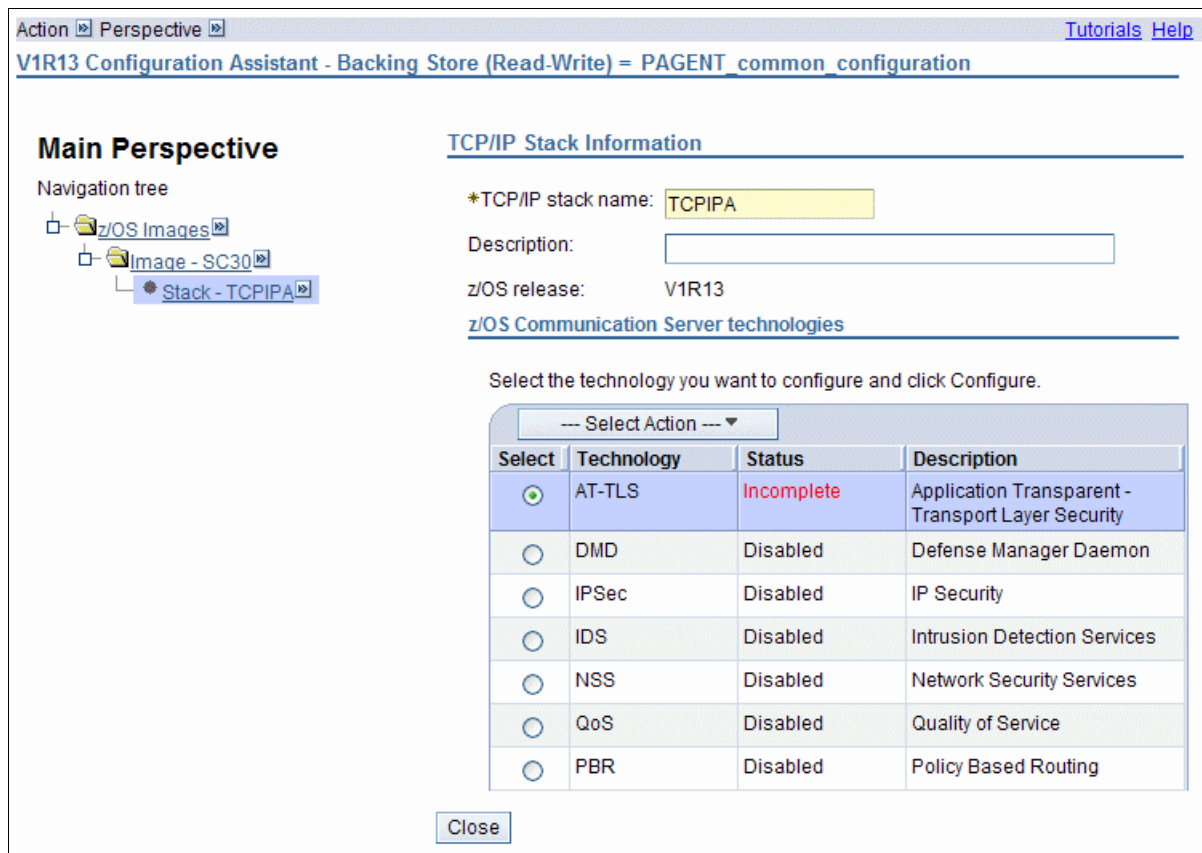 Action Perspective Tutorials Help
V1R13 Configuration Assistant - Backing Store (Read-Write) = PAGENT_common_configuration
Main Perspective
Navigation tree
z/OS Images
Image - SC30
Stack - TCPIPA
TCP/IP Stack Information
*TCP/IP stack name: TCPIPA
Description:
z/OS release: V1R13
z/OS Communication Server technologies
Select the technology you want to configure and click Configure.
--- Select Action ---
Select Technology Status Description
AT-TLS Incomplete Application Transparent -
Transport Layer Security
DMD Disabled Defense Manager Daemon
IPSec Disabled IP Security
IDS Disabled Intrusion Detection Services
NSS Disabled Network Security Services
QoS Disabled Quality of Service
PBR Disabled Policy Based Routing
Close